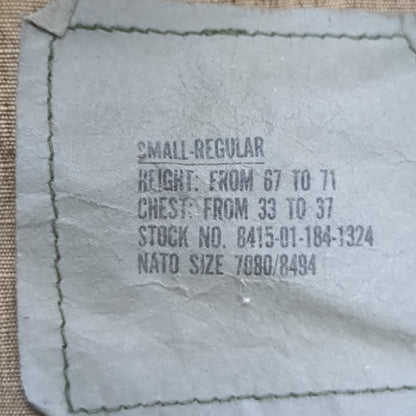 SMALL-REGULAR
HEIGHT: FROM 67 TO 71
CHEST: FROM 33 TO 37
STOCK NO. 8415-01-184-1324
NATO SIZE 7080/8494